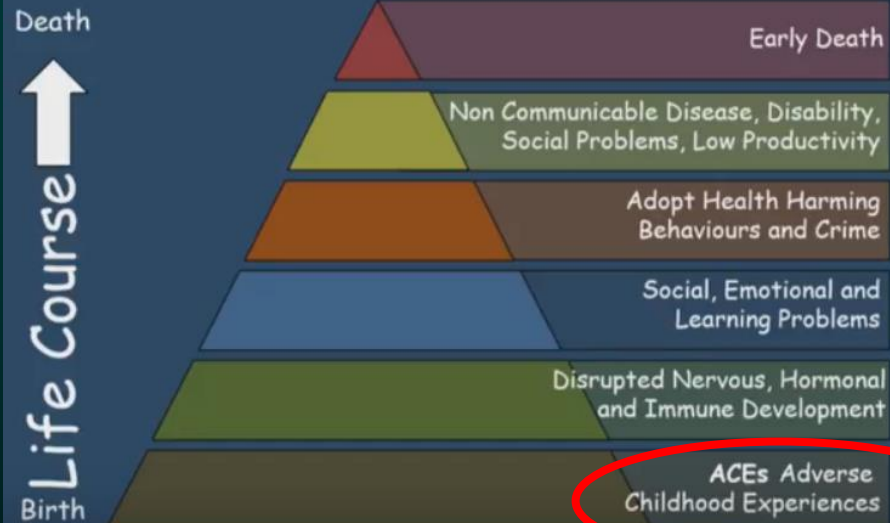 Death
Early Death
Non Communicable Disease, Disability,
Social Problems, Low Productivity
Adopt Health Harming
Behaviours and Crime
Social, Emotional and
Learning Problems
Disrupted Nervous, Hormonal
and Immune Development
ACEs Adverse
Childhood Experiences
Life Course
Birth